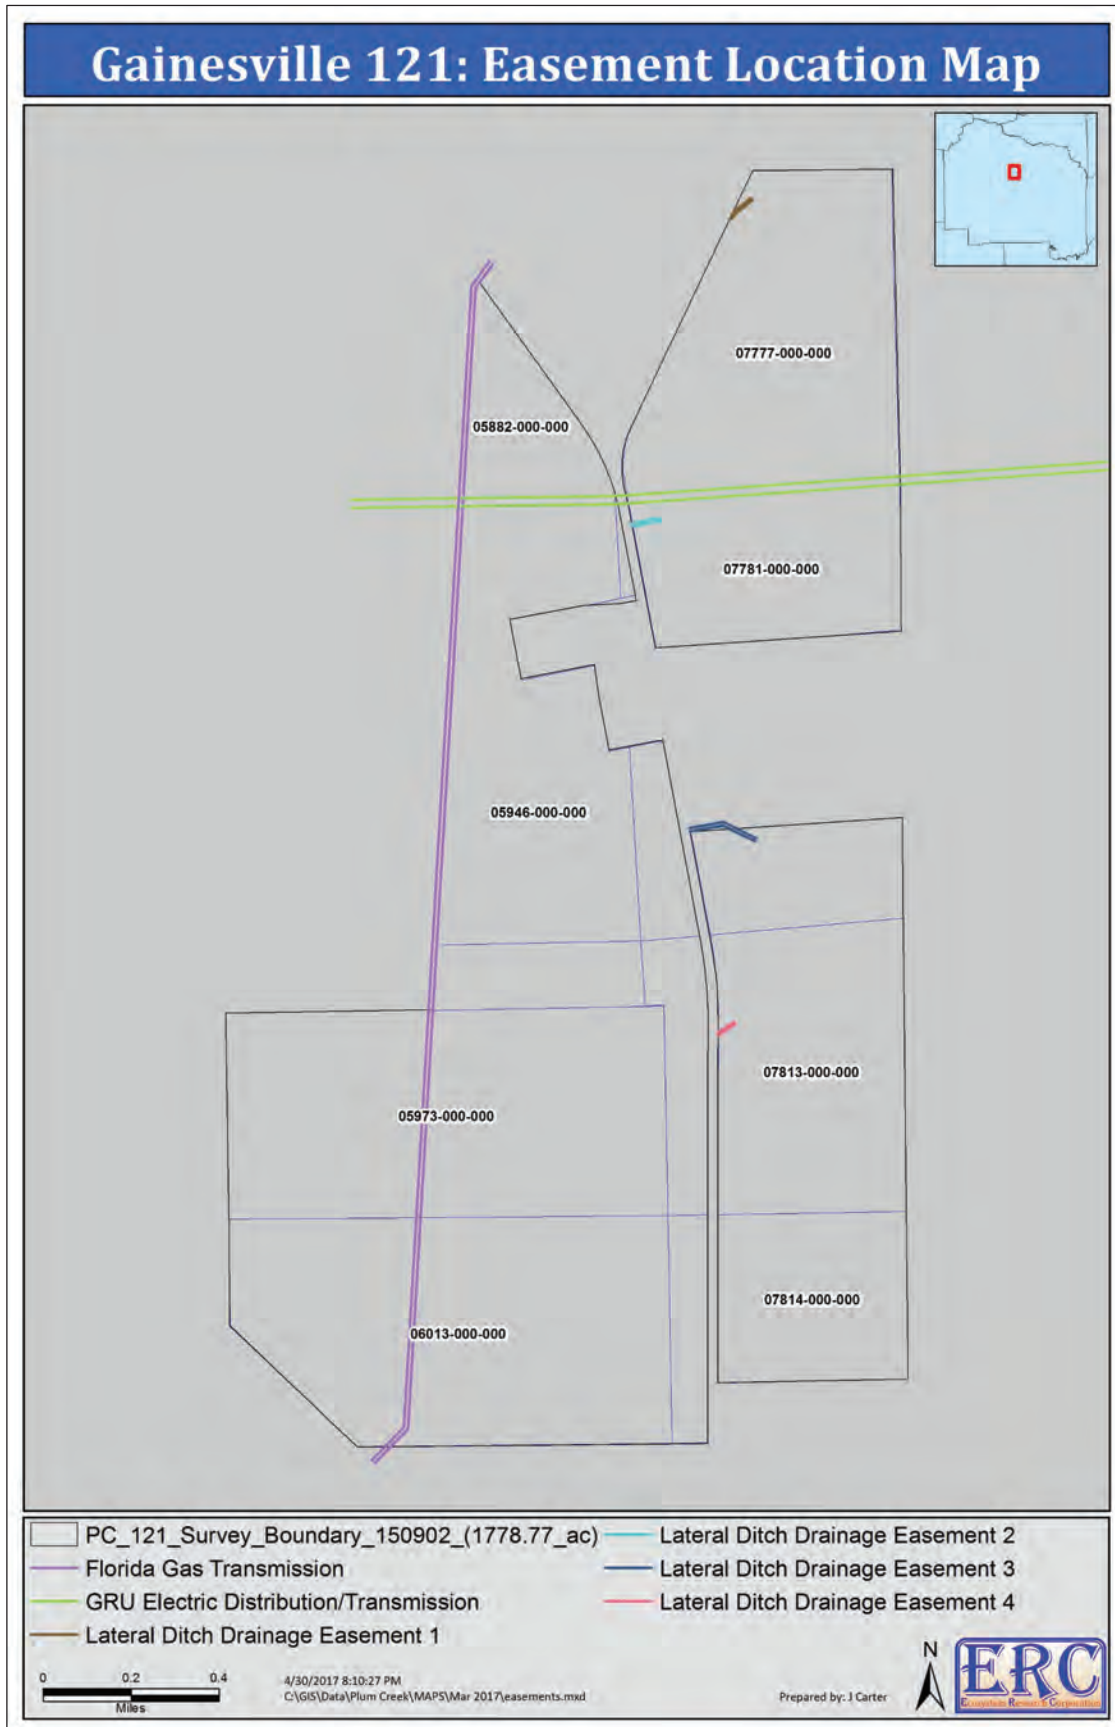 Gainesville 121: Easement Location Map
07777-000-000
05882-000-000
07781-000-000
05946-000-000
07813-000-000
05973-000-000
07814-000-000
06013-000-000
PC_121_Survey_Boundary_150902_(1778.77_ac)
Florida Gas Transmission
GRU Electric Distribution/Transmission
Lateral Ditch Drainage Easement 1
Lateral Ditch Drainage Easement 2
Lateral Ditch Drainage Easement 3
Lateral Ditch Drainage Easement 4
0 0.2 0.4
Miles
4/30/2017 8:10:27 PM
C:\GIS\Data\Plum Creek\MAPS\Mar 2017\easements.mxd
Prepared by: J Carter
N
ERC
Ecosystem Research Corporation